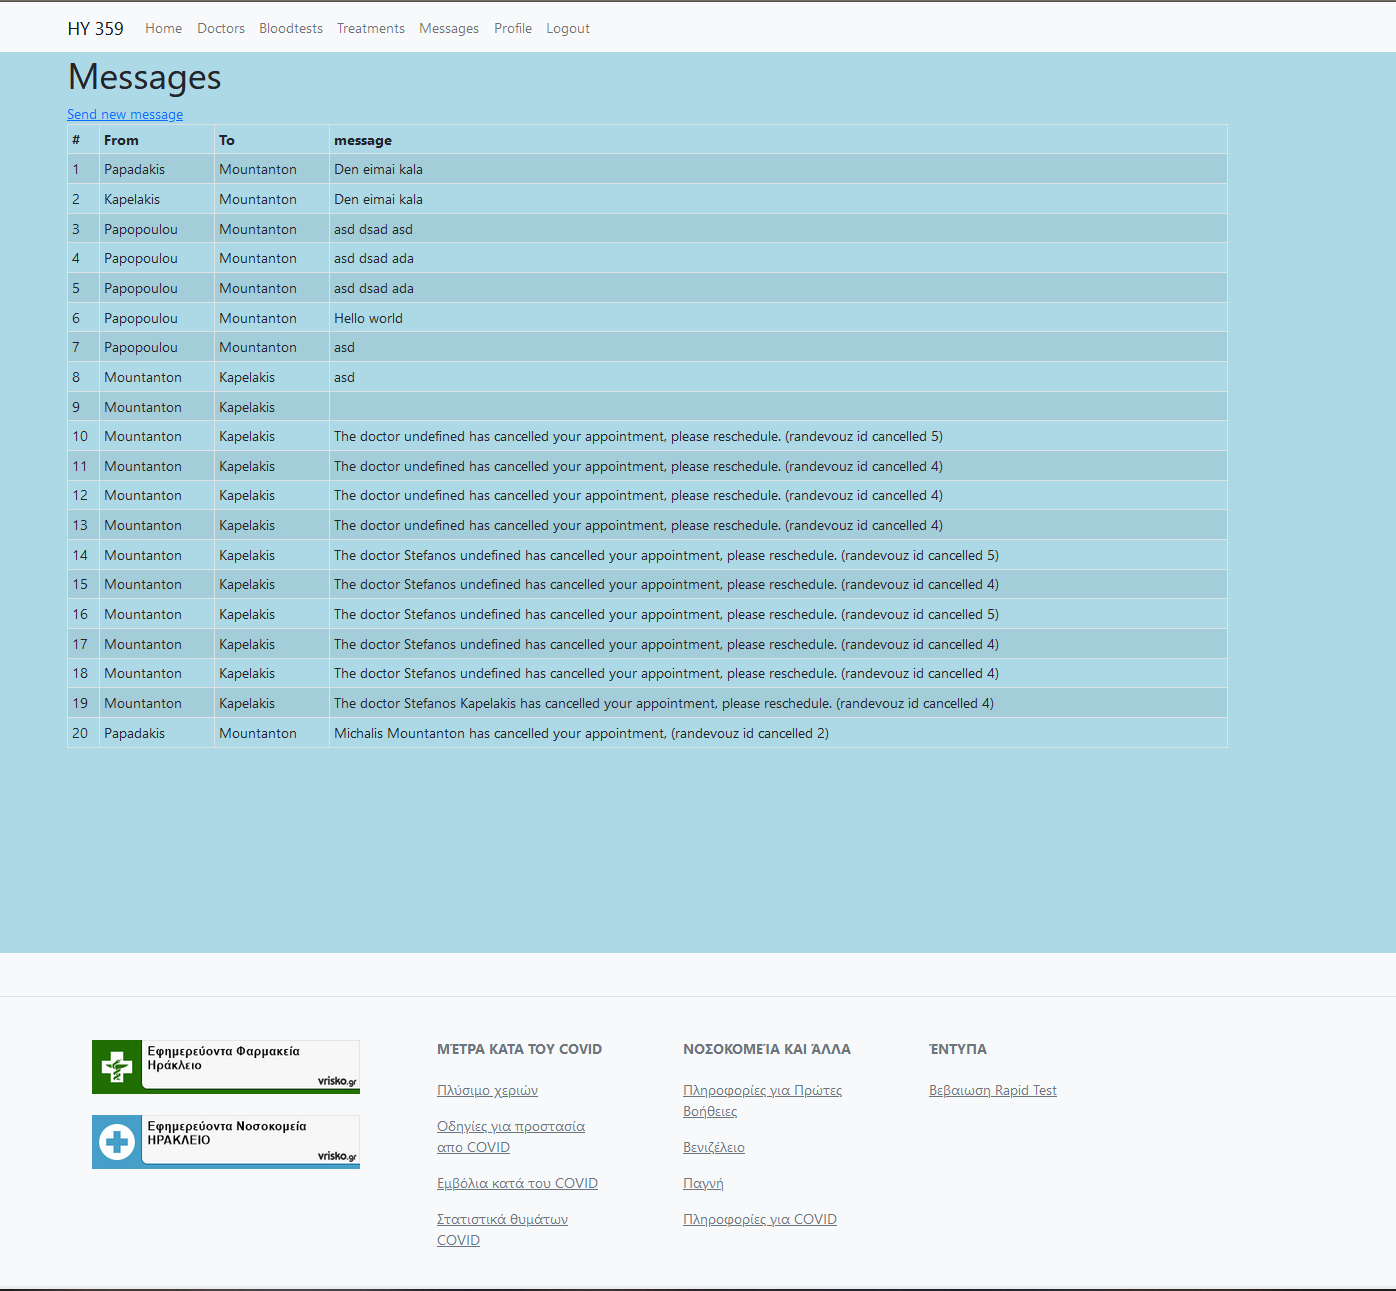 HY 359 Home Doctors Bloodtests Treatments Messages Profile Logout
Messages
Send new message
# From To message
1 Papadakis Mountanton Den eimai kala
2 Kapelakis Mountanton Den eimai kala
3 Papopoulou Mountanton asd dsad asd
4 Papopoulou Mountanton asd dsad ada
5 Papopoulou Mountanton asd dsad ada
6 Papopoulou Mountanton Hello world
7 Papopoulou Mountanton asd
8 Mountanton Kapelakis asd
9 Mountanton Kapelakis
10 Mountanton Kapelakis The doctor undefined has cancelled your appointment, please reschedule. (randevouz id cancelled 5)
11 Mountanton Kapelakis The doctor undefined has cancelled your appointment, please reschedule. (randevouz id cancelled 4)
12 Mountanton Kapelakis The doctor undefined has cancelled your appointment, please reschedule. (randevouz id cancelled 4)
13 Mountanton Kapelakis The doctor undefined has cancelled your appointment, please reschedule. (randevouz id cancelled 4)
14 Mountanton Kapelakis The doctor Stefanos undefined has cancelled your appointment, please reschedule. (randevouz id cancelled 5)
15 Mountanton Kapelakis The doctor Stefanos undefined has cancelled your appointment, please reschedule. (randevouz id cancelled 4)
16 Mountanton Kapelakis The doctor Stefanos undefined has cancelled your appointment, please reschedule. (randevouz id cancelled 5)
17 Mountanton Kapelakis The doctor Stefanos undefined has cancelled your appointment, please reschedule. (randevouz id cancelled 4)
18 Mountanton Kapelakis The doctor Stefanos undefined has cancelled your appointment, please reschedule. (randevouz id cancelled 4)
19 Mountanton Kapelakis The doctor Stefanos Kapelakis has cancelled your appointment, please reschedule. (randevouz id cancelled 4)
20 Papadakis Mountanton Michalis Mountanton has cancelled your appointment, (randevouz id cancelled 2)
Εφημερεύοντα Φαρμακεία
Ηράκλειο
vrisko.gr
Εφημερεύοντα Νοσοκομεία
ΗΡΑΚΛΕΙΟ
vrisko.gr
ΜΈΤΡΑ ΚΑΤΑ ΤΟΥ COVID
Πλύσιμο χεριών
Οδηγίες για προστασία
απο COVID
Εμβόλια κατά του COVID
Στατιστικά θυμάτων
COVID
ΝΟΣΟΚΟΜΕΊΑ ΚΑΙ ΆΛΛΑ
Πληροφορίες για Πρώτες
Βοήθειες
Βενιζέλειο
Παγνή
Πληροφορίες για COVID
ΈΝΤΥΠΑ
Βεβαιωση Rapid Test